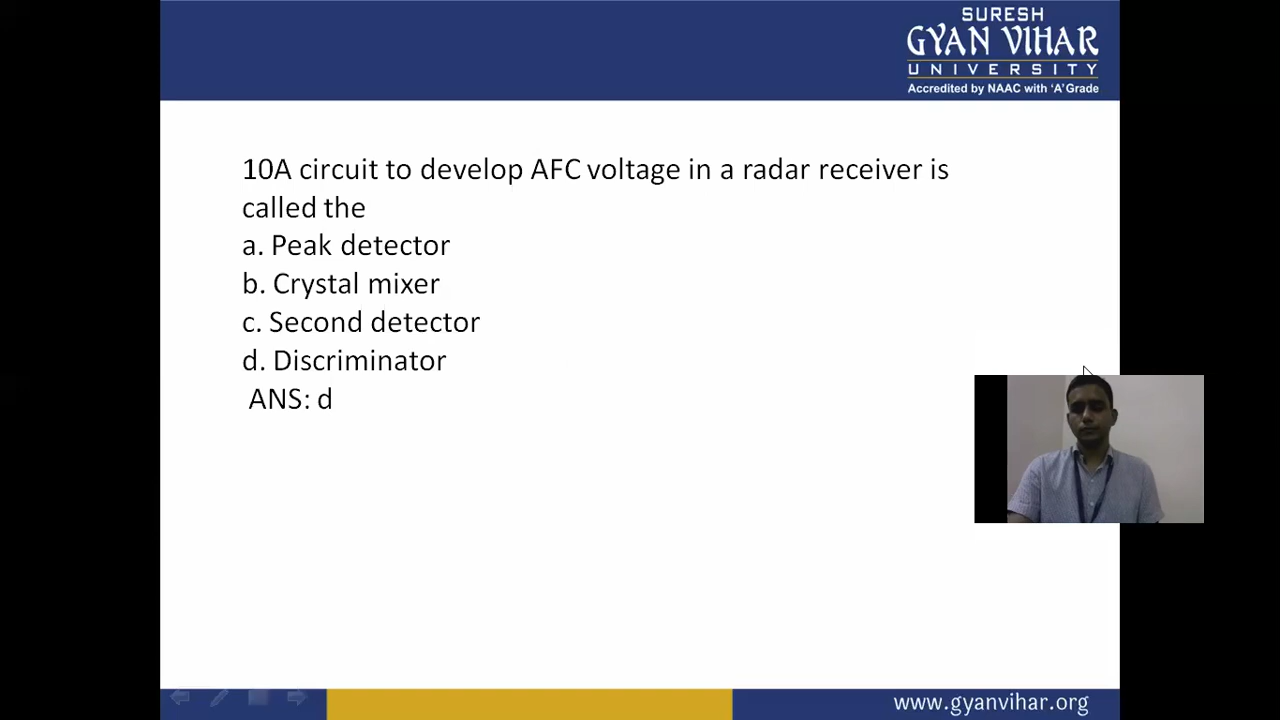 SURESH
GYAN VIHAR
UNIVERSITY
Accredited by NAAC with 'A' Grade
10A circuit to develop AFC voltage in a radar receiver is
called the
a. Peak detector
b. Crystal mixer
c. Second detector
d. Discriminator
ANS: d
www.gyanvihar.org